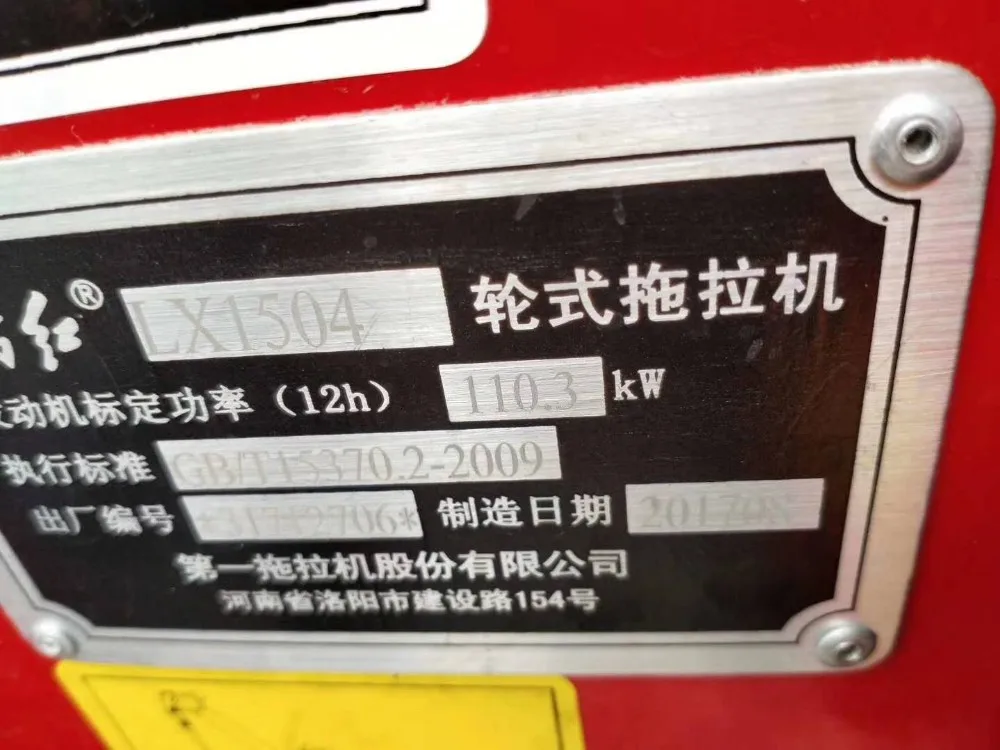 红® LX1504 轮式拖拉机
动机标定功率（12h） 110.3 kW
执行标准 GB/T15370.2-2009
出厂编号 制造日期
第一拖拉机股份有限公司
河南省洛阳市建设路154号